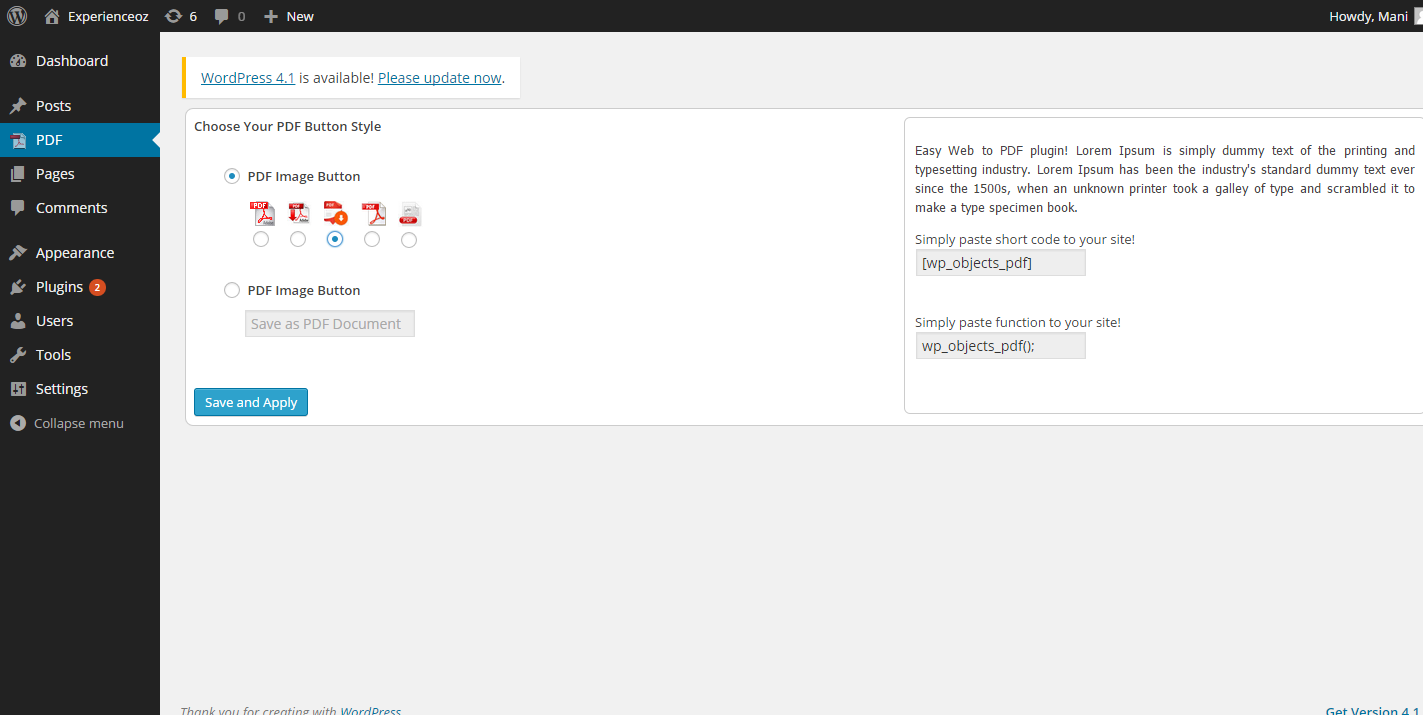 Experienceoz 6 0 New Howdy, Mani
Dashboard
Posts
PDF
Pages
Comments
Appearance
Plugins 2
Users
Tools
Settings
Collapse menu
WordPress 4.1 is available! Please update now.
Choose Your PDF Button Style
PDF Image Button
PDF PDF PDF PDF PDF
PDF Image Button
Save as PDF Document
Save and Apply
Easy Web to PDF plugin! Lorem Ipsum is simply dummy text of the printing and
typesetting industry. Lorem Ipsum has been the industry's standard dummy text ever
since the 1500s, when an unknown printer took a galley of type and scrambled it to
make a type specimen book.
Simply paste short code to your site!
[wp_objects_pdf]
Simply paste function to your site!
wp_objects_pdf();
Thank you for creating with WordPress
Get Version 4.1